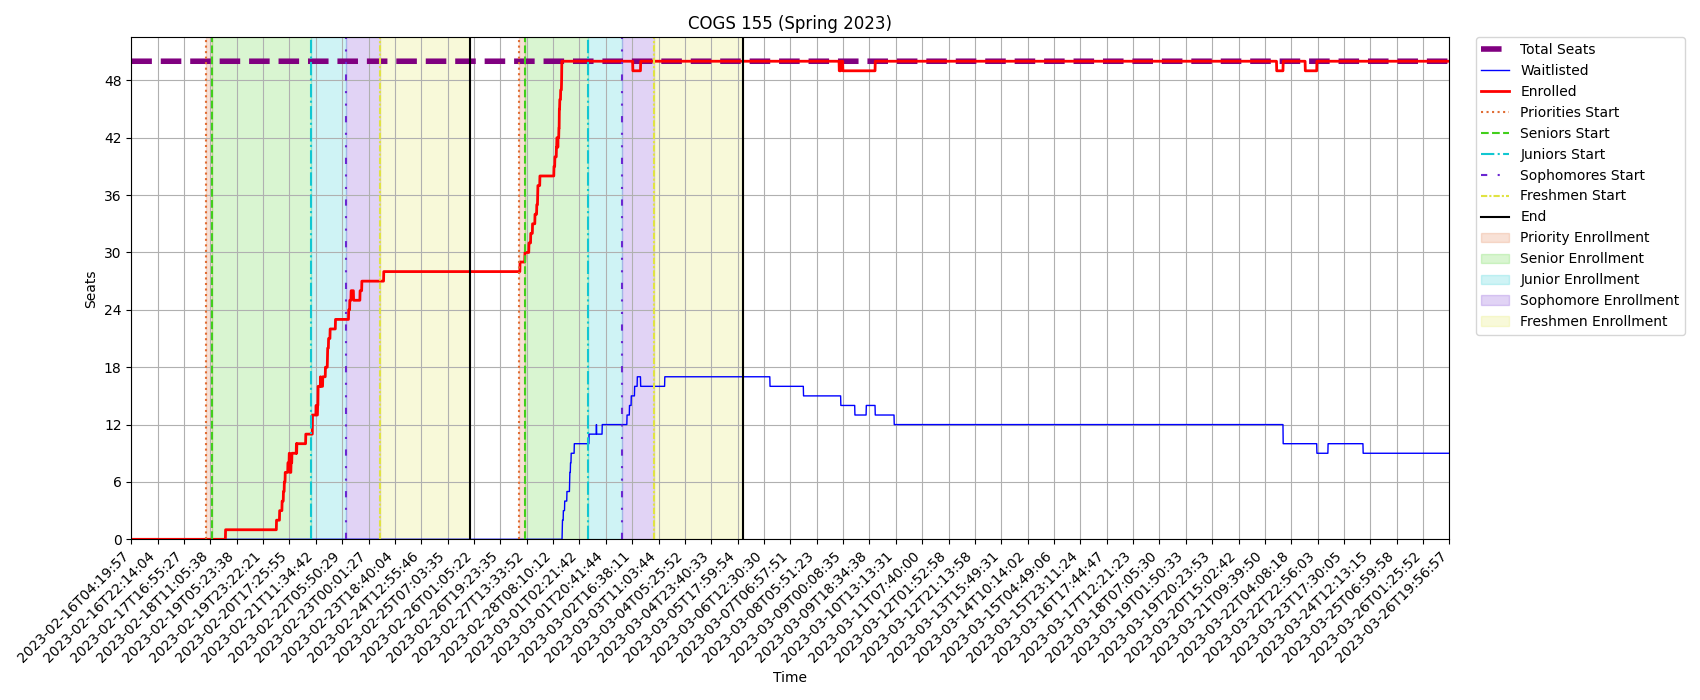 COGS 155 (Spring 2023)
Seats
48
42
36
30
24
18
12
6
0
2023-02-16T04:19:57
2023-02-16T22:14:04
2023-02-17T16:55:27
2023-02-18T11:05:38
2023-02-19T05:23:38
2023-02-19T23:22:21
2023-02-20T17:25:55
2023-02-21T11:34:42
2023-02-22T05:50:29
2023-02-23T00:01:27
2023-02-23T18:40:04
2023-02-24T12:55:46
2023-02-25T07:03:35
2023-02-26T01:05:22
2023-02-26T19:23:35
2023-02-27T13:33:52
2023-02-28T08:10:12
2023-03-01T02:21:42
2023-03-01T20:41:44
2023-03-02T16:38:11
2023-03-03T11:03:44
2023-03-04T05:25:52
2023-03-04T23:40:33
2023-03-05T17:59:54
2023-03-06T12:30:30
2023-03-07T06:57:51
2023-03-08T05:51:23
2023-03-09T00:08:35
2023-03-09T18:34:38
2023-03-10T13:13:31
2023-03-11T07:40:00
2023-03-12T01:52:58
2023-03-12T21:13:58
2023-03-13T15:49:31
2023-03-14T10:14:02
2023-03-15T04:49:06
2023-03-15T23:11:24
2023-03-16T17:44:47
2023-03-17T12:21:23
2023-03-18T07:05:30
2023-03-19T01:50:33
2023-03-19T20:23:53
2023-03-20T15:02:42
2023-03-21T09:39:50
2023-03-22T04:08:18
2023-03-22T22:56:03
2023-03-23T17:30:05
2023-03-24T12:13:15
2023-03-25T06:59:58
2023-03-26T01:25:52
2023-03-26T19:56:57
Time
Total Seats
Waitlisted
Enrolled
Priorities Start
Seniors Start
Juniors Start
Sophomores Start
Freshmen Start
End
Priority Enrollment
Senior Enrollment
Junior Enrollment
Sophomore Enrollment
Freshmen Enrollment